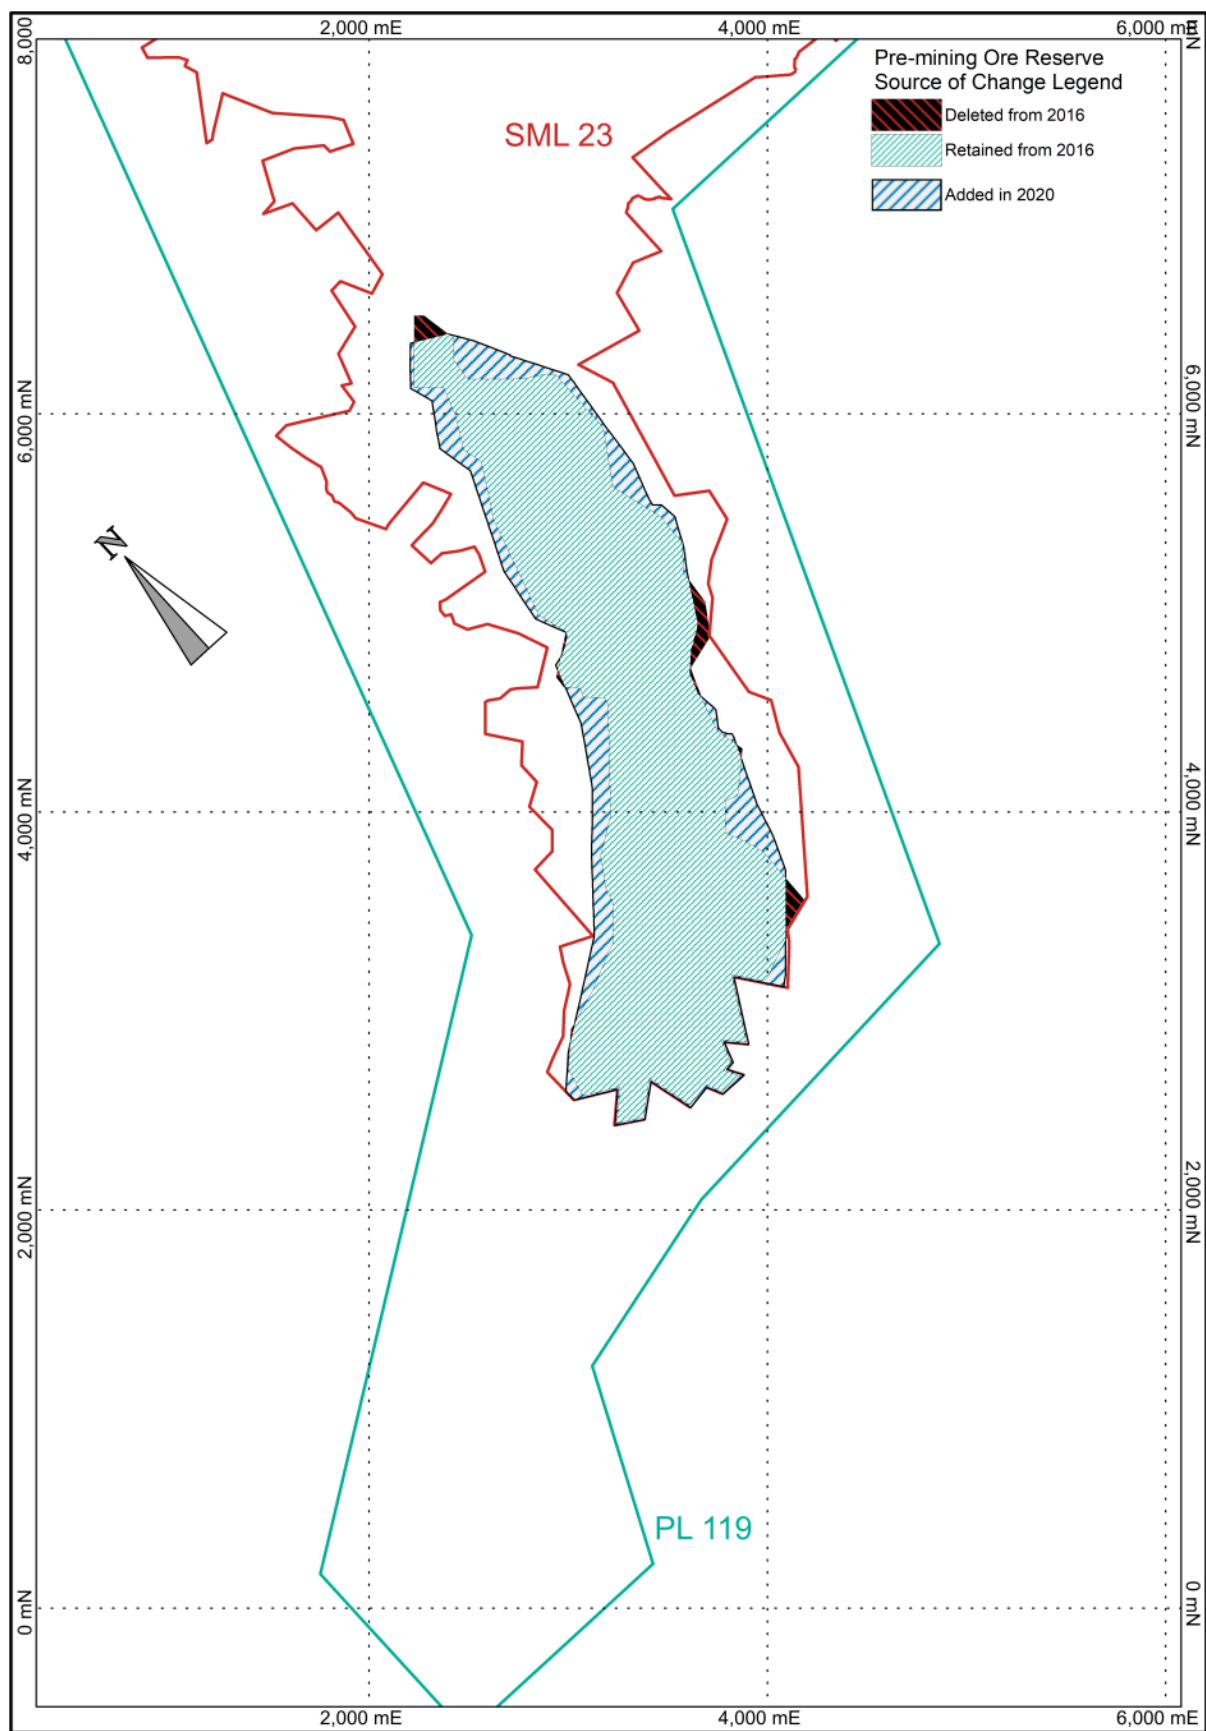 2,000 mE
4,000 mE
6,000 mE
8,000
N
Pre-mining Ore Reserve
Source of Change Legend
Deleted from 2016
Retained from 2016
Added in 2020
SML 23
6,000 mN
6,000 mN
N
4,000 mN
4,000 mN
2,000 mN
2,000 mN
PL 119
0 mN
0 mN
2,000 mE
4,000 mE
6,000 mE